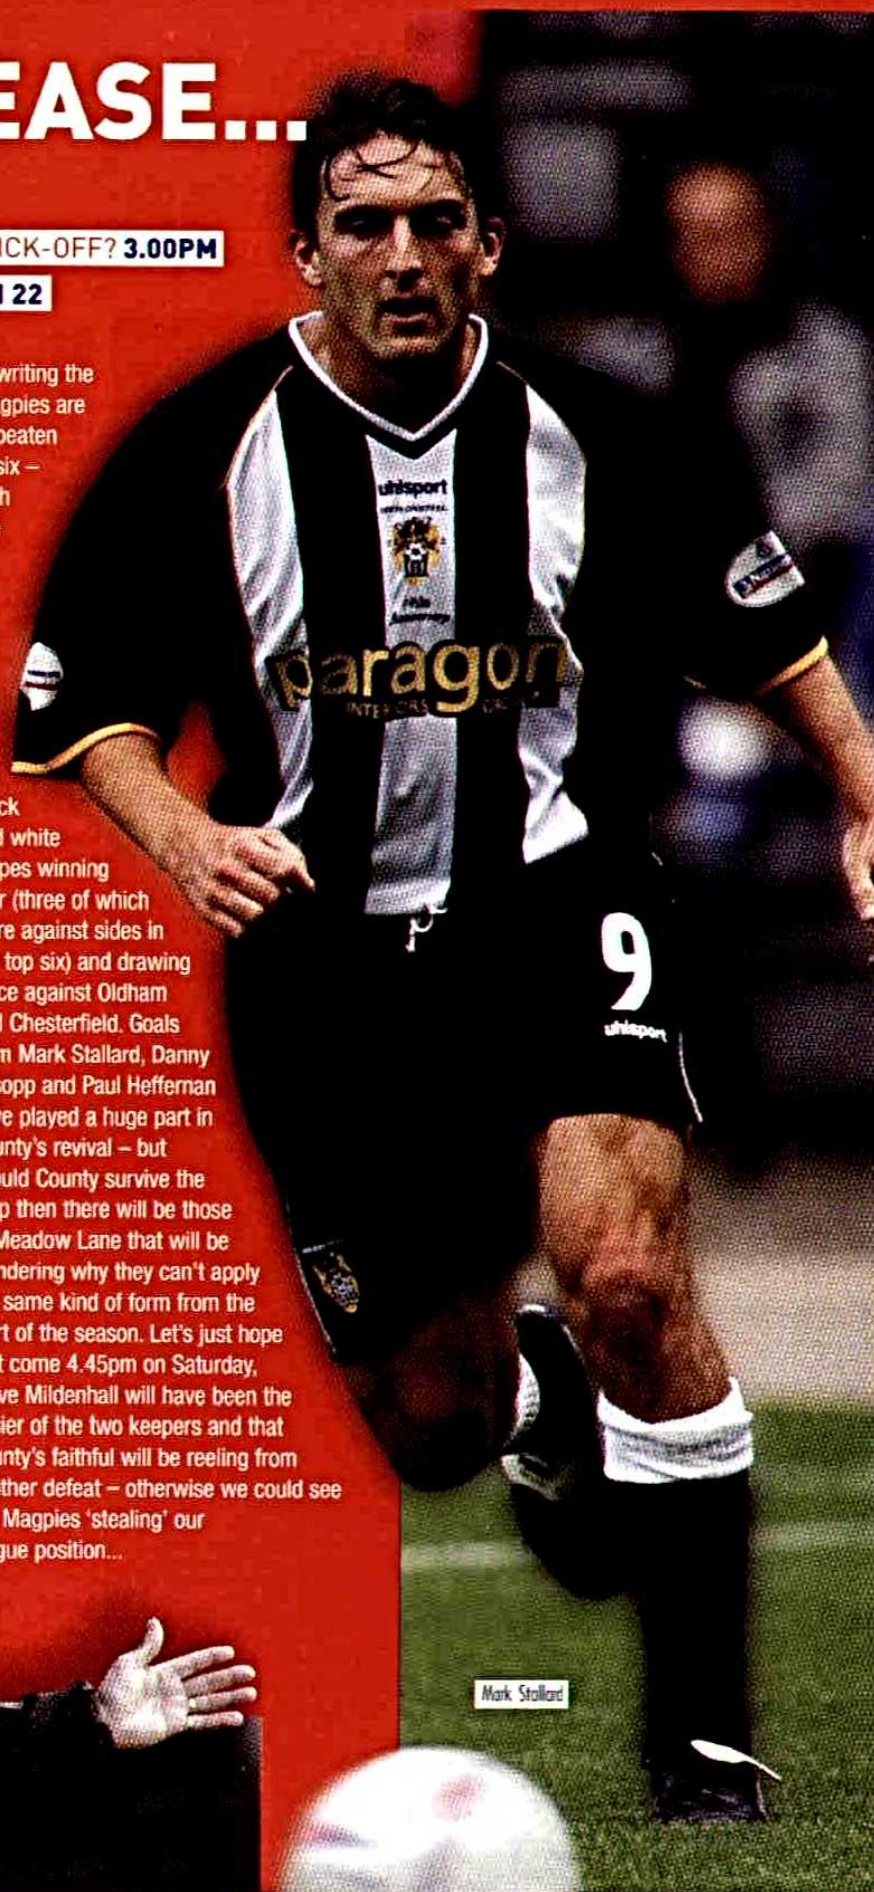 EASE...
ICK-OFF? 3.00PM
22
writing the
gpies are
beaten
six –
h
ck
white
pes winning
r (three of which
re against sides in
top six) and drawing
ce against Oldham
Chesterfield. Goals
m Mark Stallard, Danny
sopp and Paul Heffernan
ve played a huge part in
unty's revival – but
ould County survive the
p then there will be those
Meadow Lane that will be
ndering why they can't apply
same kind of form from the
rt of the season. Let's just hope
t come 4.45pm on Saturday,
ve Mildenhall will have been the
sier of the two keepers and that
unty's faithful will be reeling from
ther defeat – otherwise we could see
Magpies 'stealing' our
gue position...
uhlsport
paragon
INTERIORS GROUP
9
uhlsport
Mark Stallard